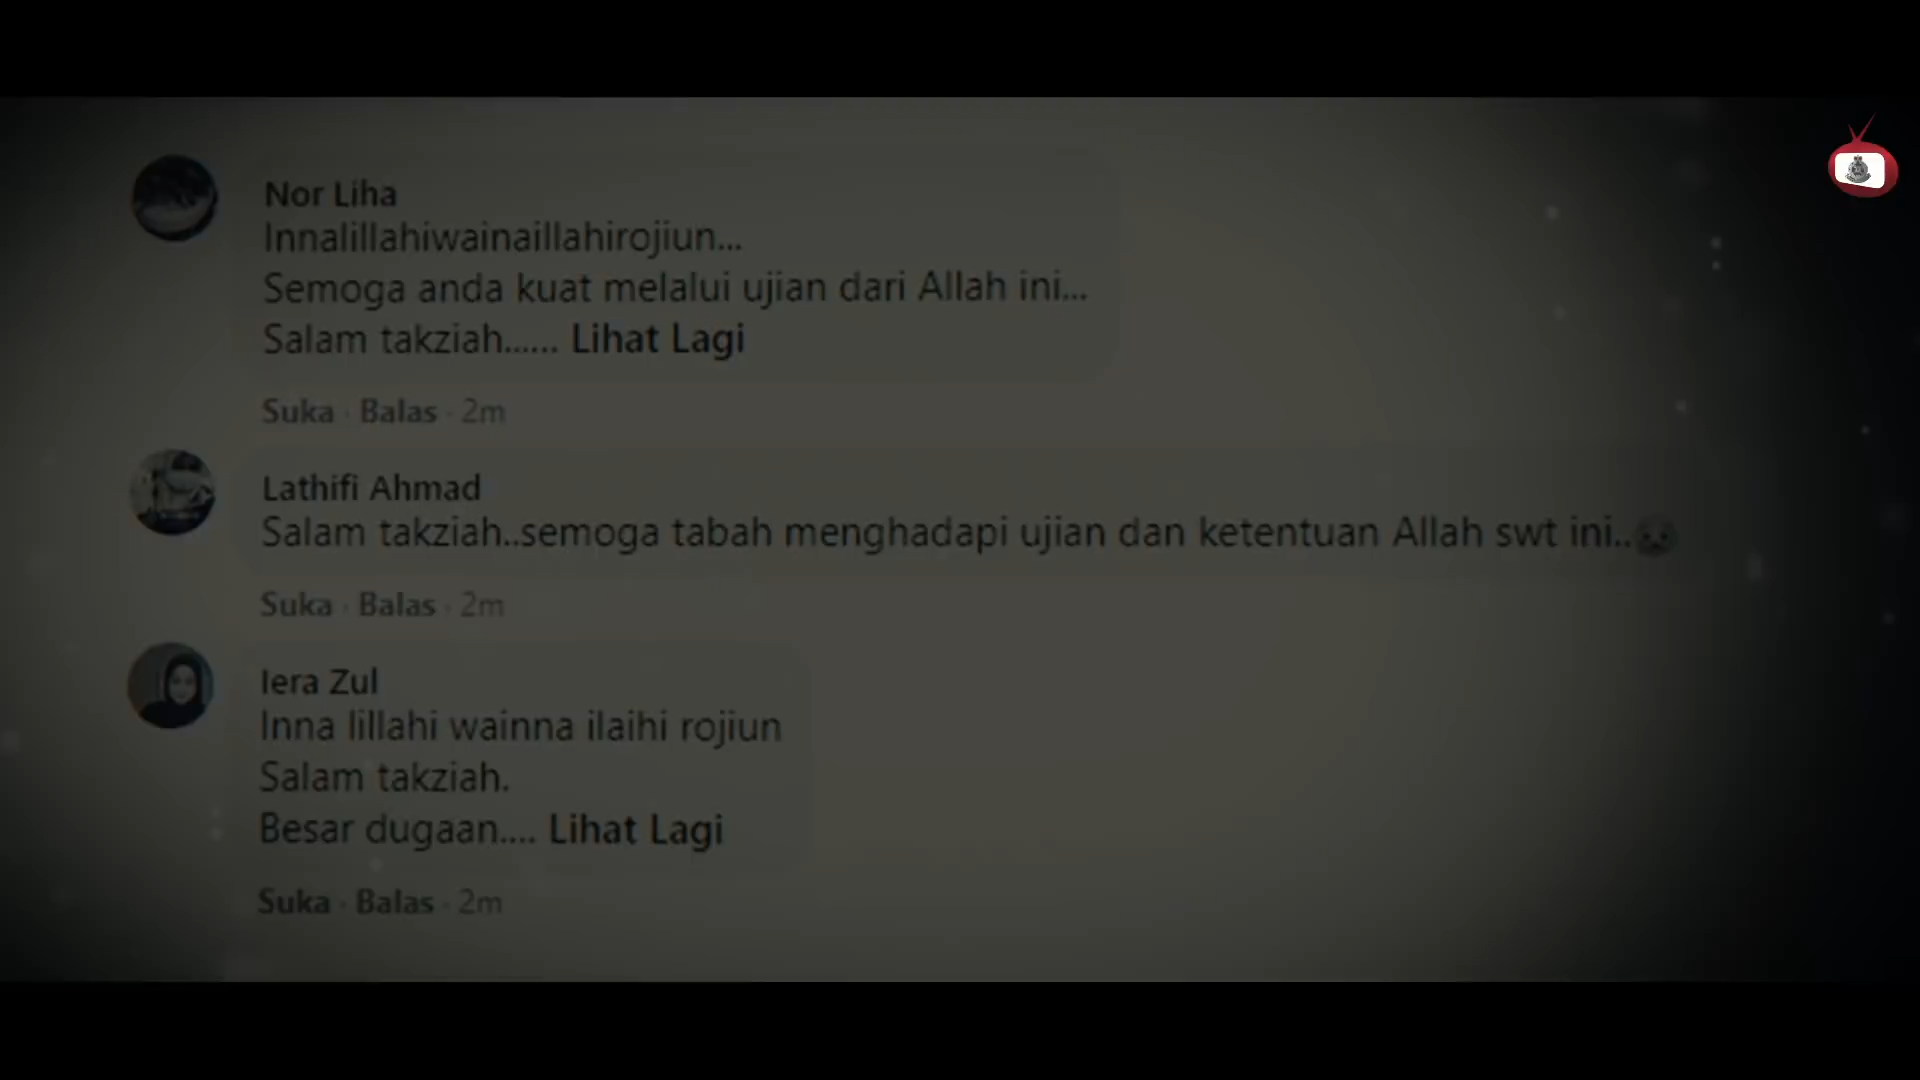 Nor Liha
Innalillahiwainaillahirojiun...
Semoga anda kuat melalui ujian dari Allah ini...
Salam takziah...... Lihat Lagi
Suka · Balas · 2m
Lathifi Ahmad
Salam takziah..semoga tabah menghadapi ujian dan ketentuan Allah swt ini..
Suka · Balas · 2m
Iera Zul
Inna lillahi wainna ilaihi rojiun
Salam takziah.
Besar dugaan.... Lihat Lagi
Suka · Balas · 2m